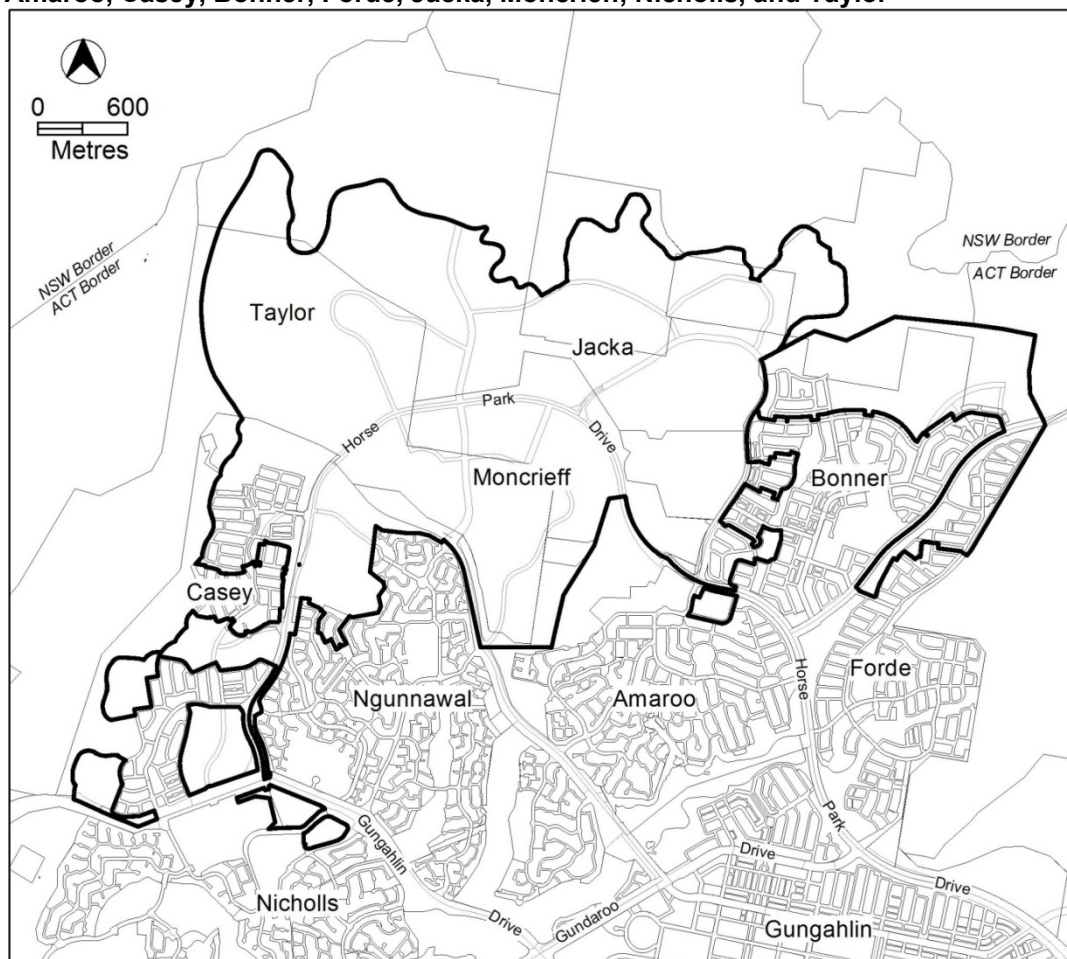 Amaroo, Casey, Bonner, Forde, Jacka, Moncrieff, Nicholls, and Taylor
0 600
Metres
NSW Border
ACT Border
NSW Border
ACT Border
Taylor
Jacka
Park
Horse
Drive
Moncrieff
Bonner
Casey
Ngunnawal
Amaroo
Horse
Forde
Park
Gungahlin
Drive
Drive
Nicholls
Drive
Gundaroo
Gungahlin